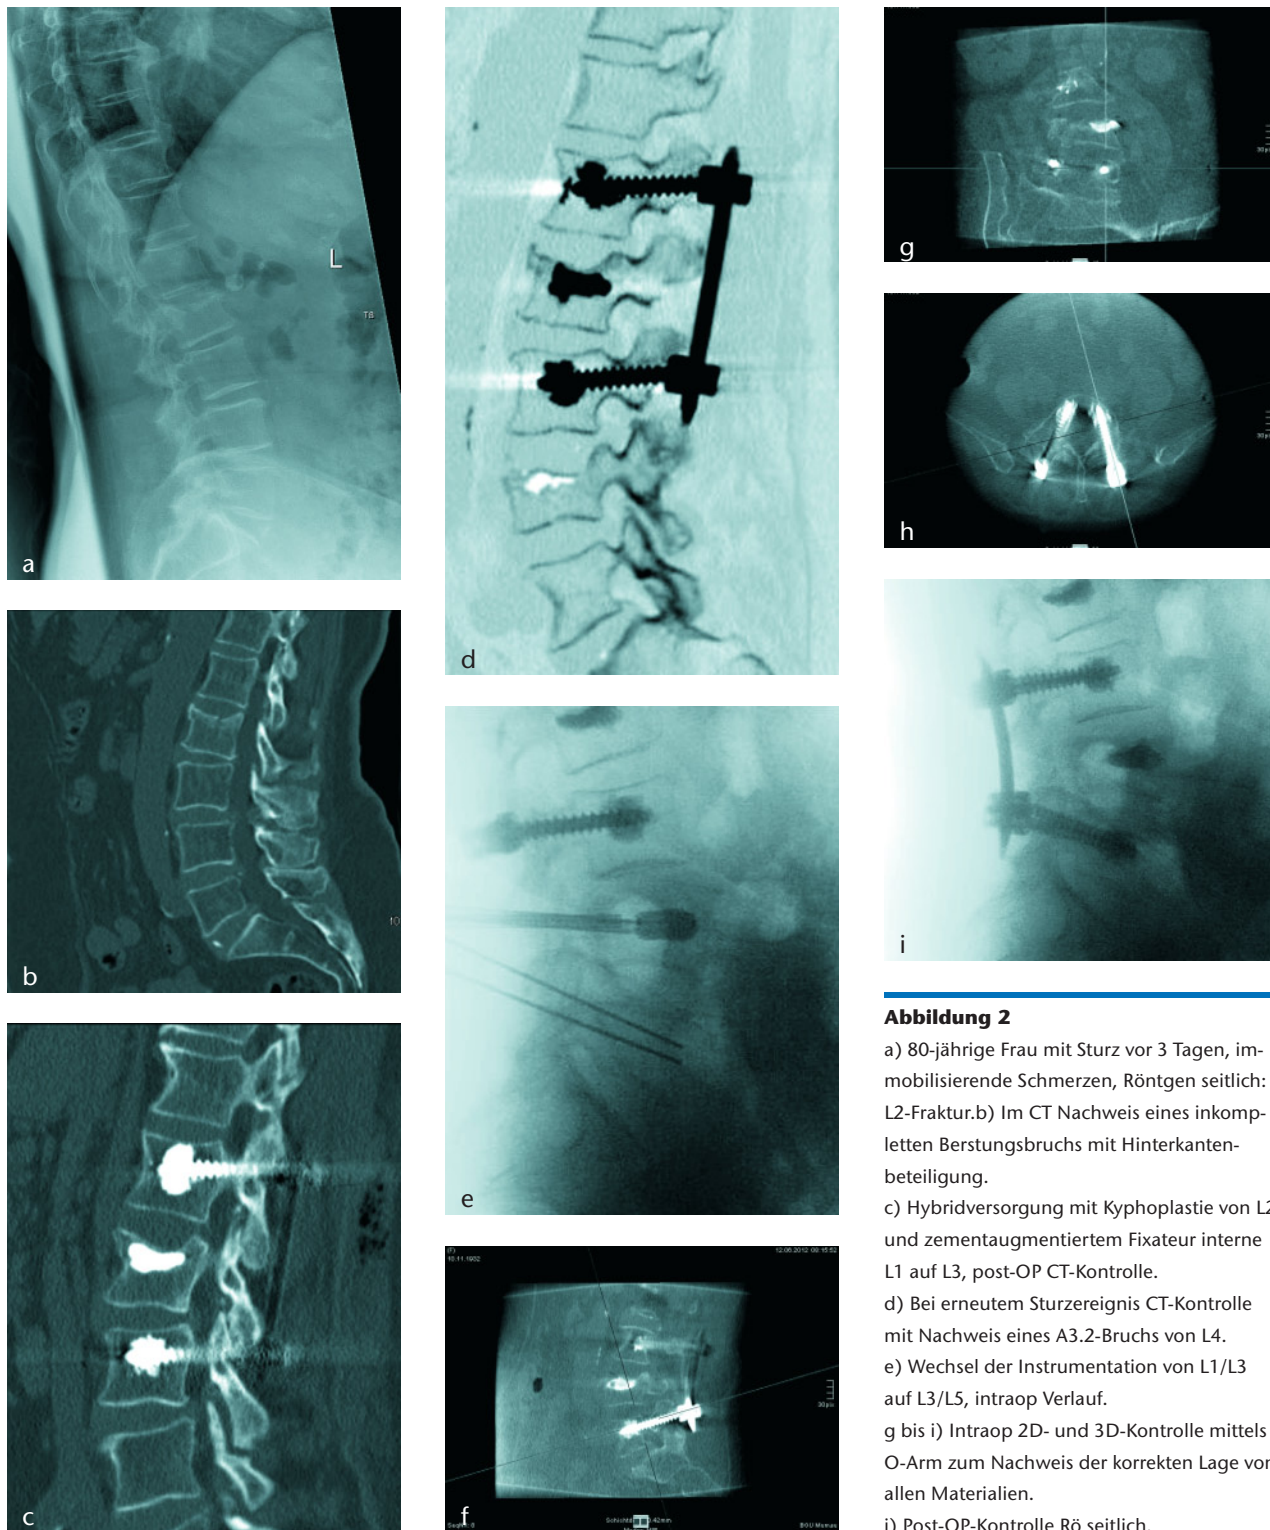 a
L
T8
b
c
d
e
f
g
h
i
Abbildung 2
a) 80-jährige Frau mit Sturz vor 3 Tagen, im-
mobilisierende Schmerzen, Röntgen seitlich:
L2-Fraktur.b) Im CT Nachweis eines inkomp-
letten Berstungsbruchs mit Hinterkanten-
beteiligung.
c) Hybridversorgung mit Kyphoplastie von L2
und zementaugmentiertem Fixateur interne
L1 auf L3, post-OP CT-Kontrolle.
d) Bei erneutem Sturzereignis CT-Kontrolle
mit Nachweis eines A3.2-Bruchs von L4.
e) Wechsel der Instrumentation von L1/L3
auf L3/L5, intraop Verlauf.
g bis i) Intraop 2D- und 3D-Kontrolle mittels
O-Arm zum Nachweis der korrekten Lage von
allen Materialien.
i) Post-OP-Kontrolle Rö seitlich.